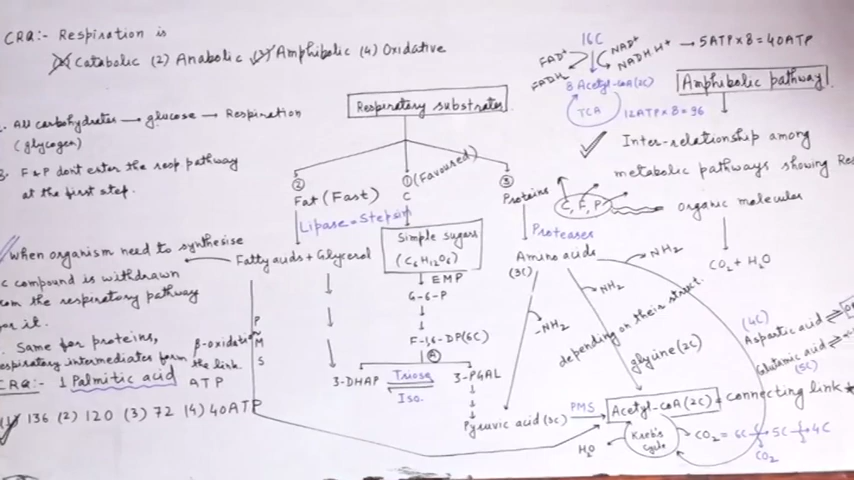 CRQ:- Respiration is
(1) Catabolic (2) Anabolic (3) Amphibolic (4) Oxidative
All carbohydrates → glucose → Respiration
(glycogen)
F & P don't enter the resp pathway
at the first step.
when organism need to synthesise
compound is withdrawn
the respiratory pathway
for it.
Same for proteins,
respiratory intermediates form
the link.
CRQ:- 1 Palmitic acid
ATP
(1) 136 (2) 120 (3) 72 (4) 40ATP
Respiratory substrates
② Fat (Fast)
① (Favoured)
C
③ Proteins
Lipase = Stepsin
Fatty acids + Glycerol
β-oxidation
P
M
S
Simple sugars
(C₆H₁₂O₆)
EMP
G-6-P
F-1,6-DP(6C)
④
3-DHAP
Triose
Iso.
3-PGAL
Pyruvic acid (3C)
PMS
Proteases
Amino acids
(3C)
-NH₂
NH₂
NH₂
depending on their struct.
glycine (2C)
Acetyl-coA (2C) = connecting link
Kreb's
Cycle
H₂O
CO₂ = 6C → 5C → 4C
CO₂
(4C)
Aspartic acid
Glutamic acid
(5C)
16C
FAD⁺
FADH₂
NAD⁺
NADH.H⁺ → 5ATP x 8 = 40ATP
8 Acetyl-coA(2C)
TCA
12ATP x 8 = 96
Amphibolic pathway
Inter-relationship among
metabolic pathways showing
C, F, P
organic molecules
CO₂ + H₂O